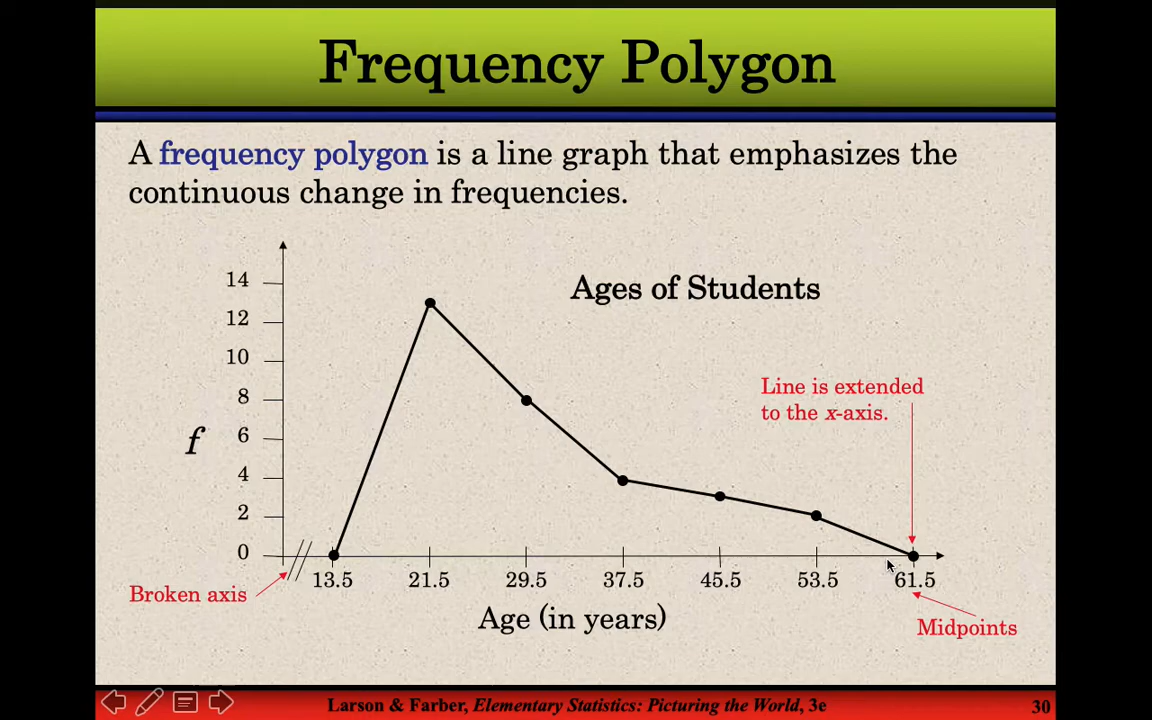 Frequency Polygon
A frequency polygon is a line graph that emphasizes the
continuous change in frequencies.
Ages of Students
14
12
10
8
6
4
2
0
f
Line is extended
to the x-axis.
13.5 21.5 29.5 37.5 45.5 53.5 61.5
Broken axis
Age (in years)
Midpoints
Larson & Farber, Elementary Statistics: Picturing the World, 3e
30